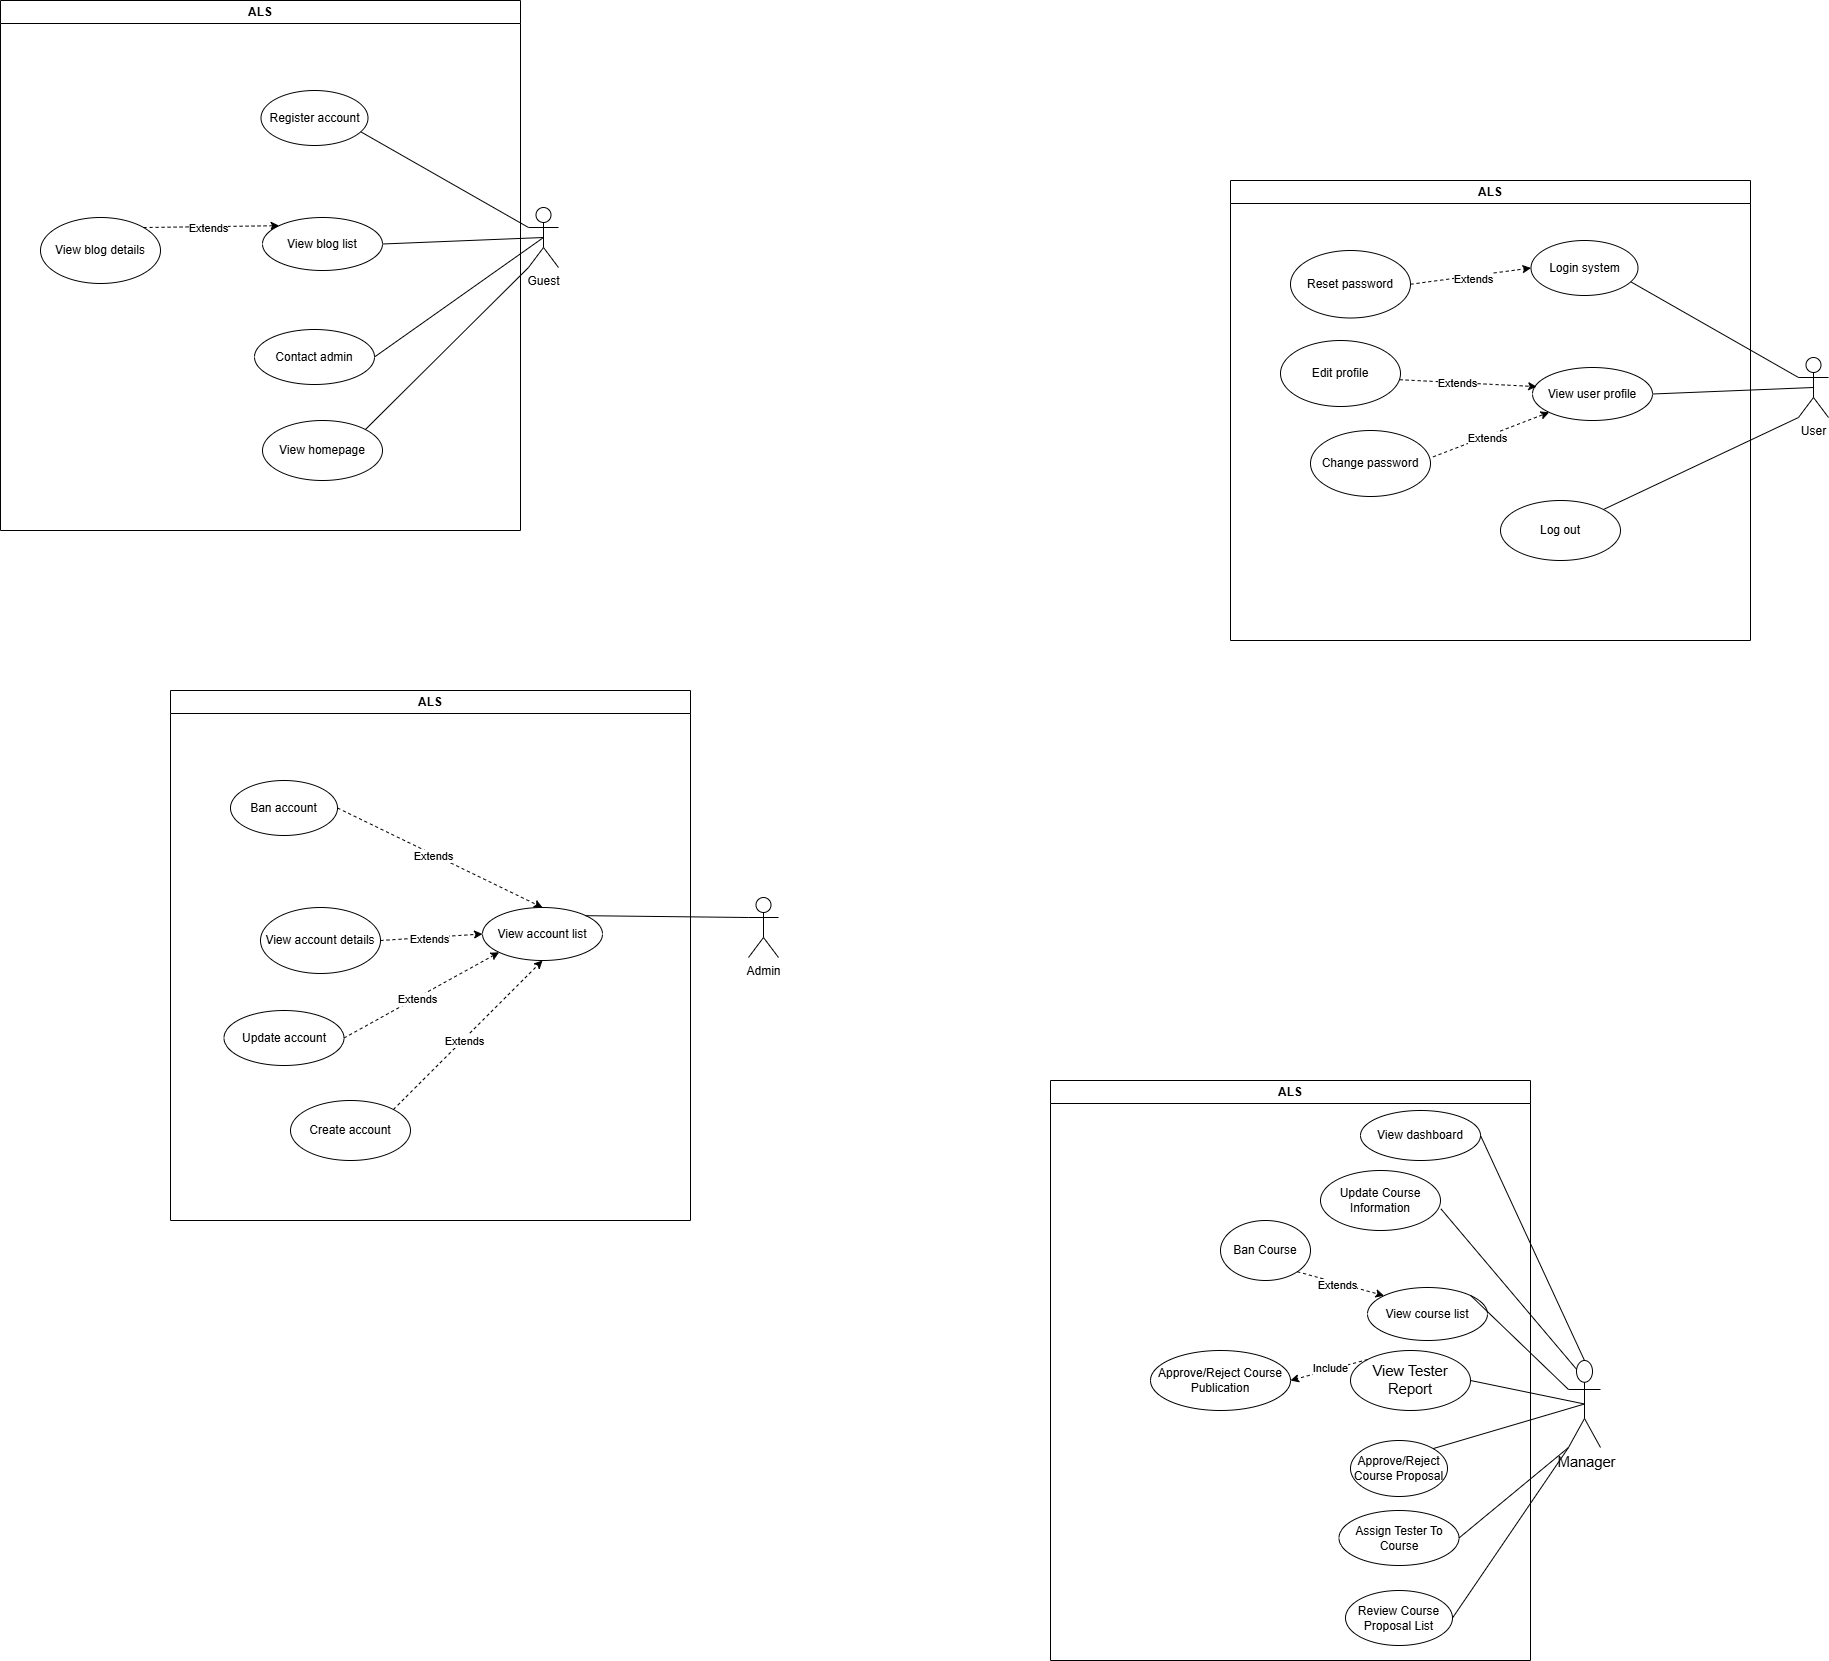 ALS
Register account
View blog details
Extends
View blog list
Guest
Contact admin
View homepage
ALS
Reset password
Extends
Login system
Edit profile
Extends
View user profile
Change password
Extends
User
Log out
ALS
Ban account
Extends
View account details
Extends
View account list
Admin
Update account
Extends
Extends
Create account
ALS
View dashboard
Update Course
Information
Ban Course
Extends
View course list
Approve/Reject Course
Publication
Include
View Tester
Report
Manager
Approve/Reject
Course Proposal
Assign Tester To
Course
Review Course
Proposal List